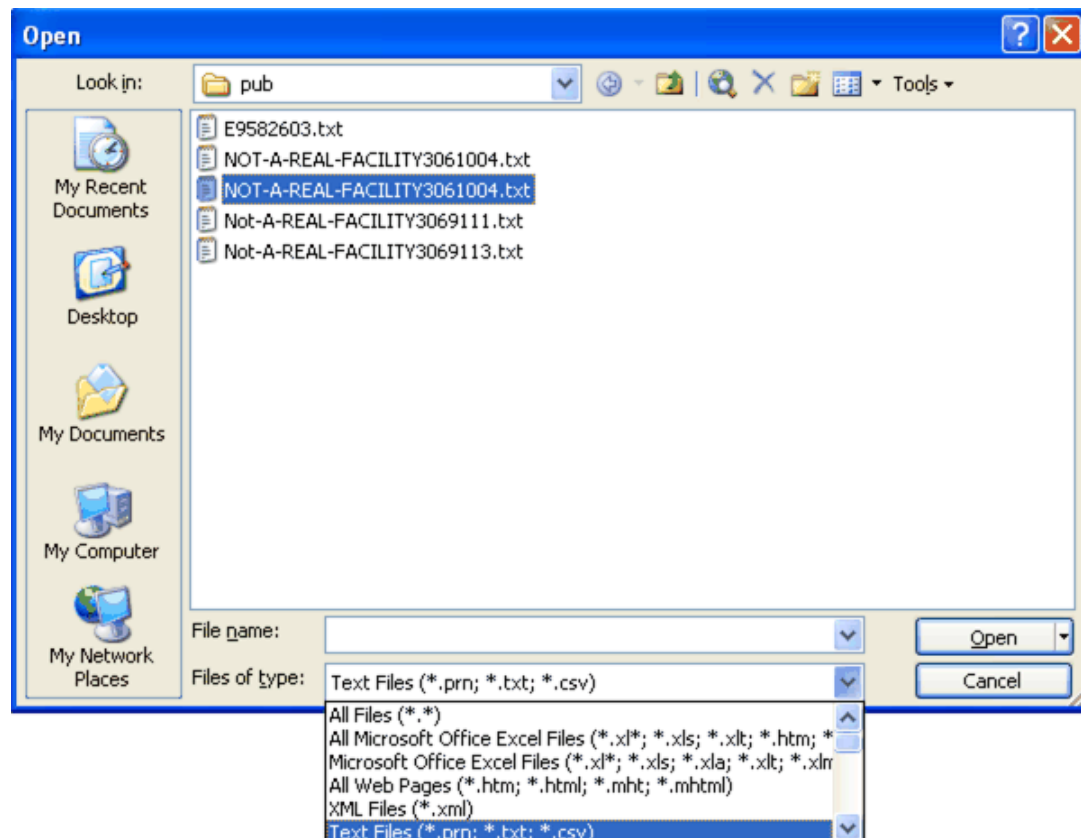 Open
Look in:
pub
Tools
My Recent
Documents
Desktop
My Documents
My Computer
My Network
Places
E9582603.txt
NOT-A-REAL-FACILITY3061004.txt
NOT-A-REAL-FACILITY3061004.txt
Not-A-REAL-FACILITY3069111.txt
Not-A-REAL-FACILITY3069113.txt
File name:
Open
Files of type:
Text Files (*.prn; *.txt; *.csv)
Cancel
All Files (*.*)
All Microsoft Office Excel Files (*.xl*; *.xls; *.xlt; *.htm; *
Microsoft Office Excel Files (*.xl*; *.xls; *.xla; *.xlt; *.xlm
All Web Pages (*.htm; *.html; *.mht; *.mhtml)
XML Files (*.xml)
Text Files (*.prn; *.txt; *.csv)